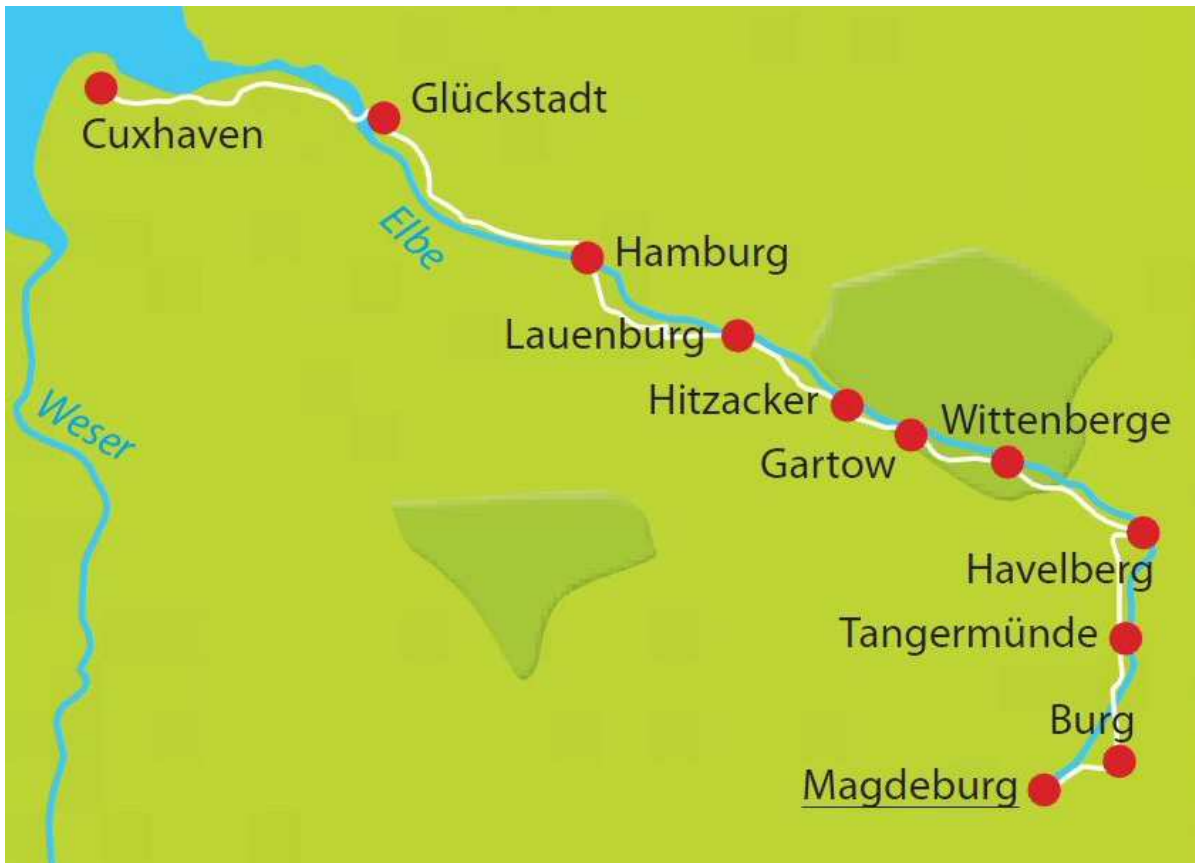 Glückstadt
Cuxhaven
Elbe
Hamburg
Lauenburg
Hitzacker
Wittenberge
Weser
Gartow
Havelberg
Tangermünde
Burg
Magdeburg